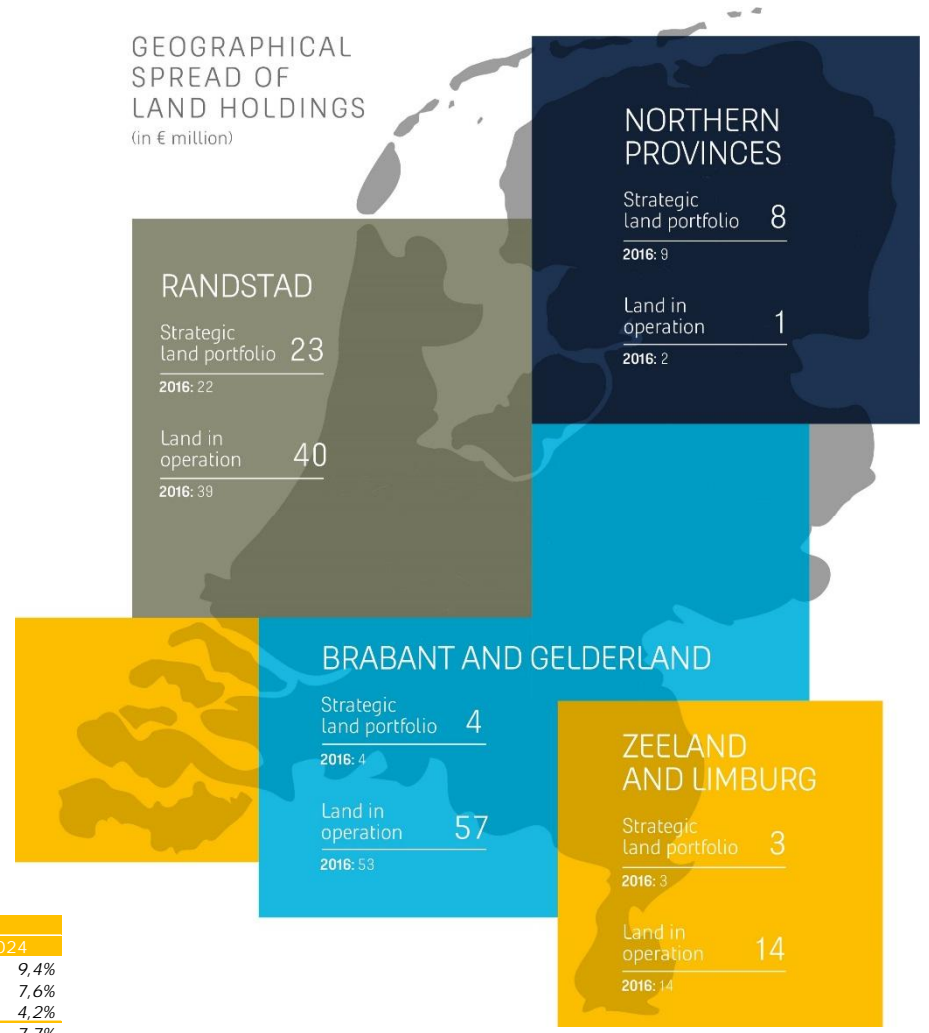 GEOGRAPHICAL
SPREAD OF
LAND HOLDINGS
(in € million)
NORTHERN
PROVINCES
Strategic
land portfolio 8
2016: 9
Land in
operation 1
2016: 2
RANDSTAD
Strategic
land portfolio 23
2016: 22
Land in
operation 40
2016: 39
BRABANT AND GELDERLAND
Strategic
land portfolio 4
2016: 4
Land in
operation 57
2016: 53
ZEELAND
AND LIMBURG
Strategic
land portfolio 3
2016: 3
Land in
operation 14
2016: 14
9,4%
7,6%
4,2%